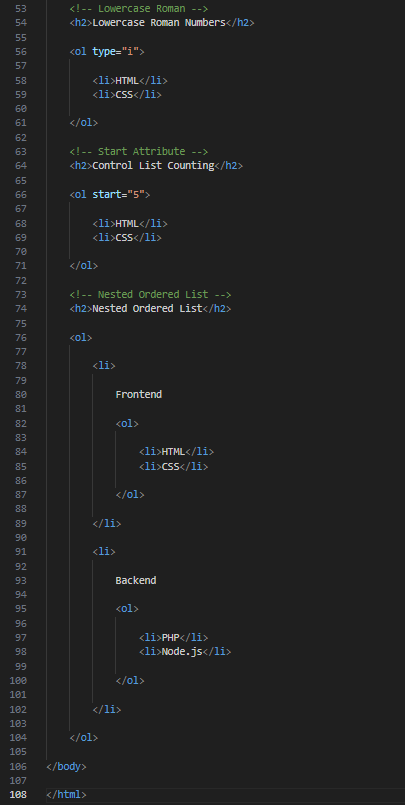 53 <!-- Lowercase Roman -->
54 <h2>Lowercase Roman Numbers</h2>
55
56 <ol type="i">
57
58 <li>HTML</li>
59 <li>CSS</li>
60
61 </ol>
62
63 <!-- Start Attribute -->
64 <h2>Control List Counting</h2>
65
66 <ol start="5">
67
68 <li>HTML</li>
69 <li>CSS</li>
70
71 </ol>
72
73 <!-- Nested Ordered List -->
74 <h2>Nested Ordered List</h2>
75
76 <ol>
77
78 <li>
79
80 Frontend
81
82 <ol>
83
84 <li>HTML</li>
85 <li>CSS</li>
86
87 </ol>
88
89 </li>
90
91 <li>
92
93 Backend
94
95 <ol>
96
97 <li>PHP</li>
98 <li>Node.js</li>
99
100 </ol>
101
102 </li>
103
104 </ol>
105
106 </body>
107
108 </html>